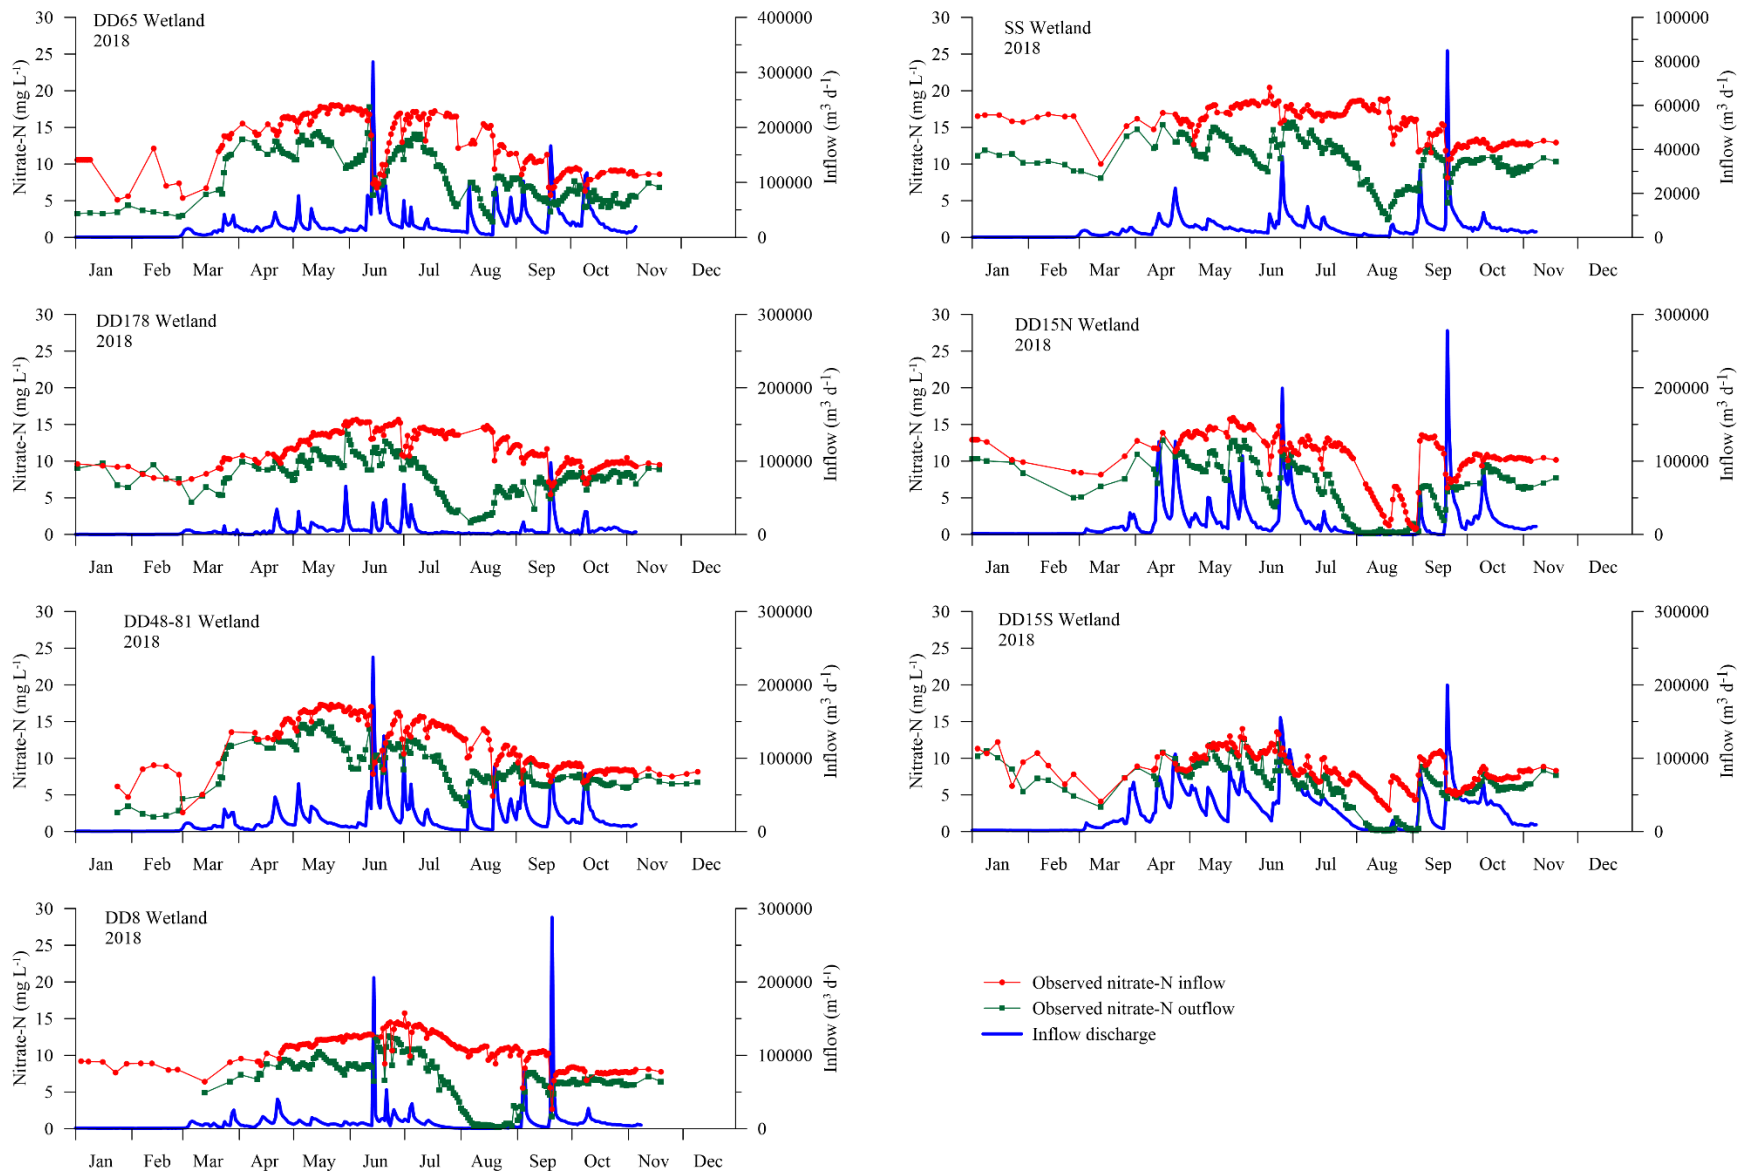 DD65 Wetland
2018
Nitrate-N (mg L-1)
30
25
20
15
10
5
0
400000
300000
200000
100000
0
Inflow (m3 d-1)
Jan Feb Mar Apr May Jun Jul Aug Sep Oct Nov Dec
SS Wetland
2018
Nitrate-N (mg L-1)
30
25
20
15
10
5
0
100000
80000
60000
40000
20000
0
Inflow (m3 d-1)
Jan Feb Mar Apr May Jun Jul Aug Sep Oct Nov Dec
DD178 Wetland
2018
Nitrate-N (mg L-1)
30
25
20
15
10
5
0
300000
200000
100000
0
Inflow (m3 d-1)
Jan Feb Mar Apr May Jun Jul Aug Sep Oct Nov Dec
DD15N Wetland
2018
Nitrate-N (mg L-1)
30
25
20
15
10
5
0
300000
200000
100000
0
Inflow (m3 d-1)
Jan Feb Mar Apr May Jun Jul Aug Sep Oct Nov Dec
DD48-81 Wetland
2018
Nitrate-N (mg L-1)
30
25
20
15
10
5
0
300000
200000
100000
0
Inflow (m3 d-1)
Jan Feb Mar Apr May Jun Jul Aug Sep Oct Nov Dec
DD15S Wetland
2018
Nitrate-N (mg L-1)
30
25
20
15
10
5
0
300000
200000
100000
0
Inflow (m3 d-1)
Jan Feb Mar Apr May Jun Jul Aug Sep Oct Nov Dec
DD8 Wetland
2018
Nitrate-N (mg L-1)
30
25
20
15
10
5
0
300000
200000
100000
0
Inflow (m3 d-1)
Jan Feb Mar Apr May Jun Jul Aug Sep Oct Nov Dec
Observed nitrate-N inflow
Observed nitrate-N outflow
Inflow discharge